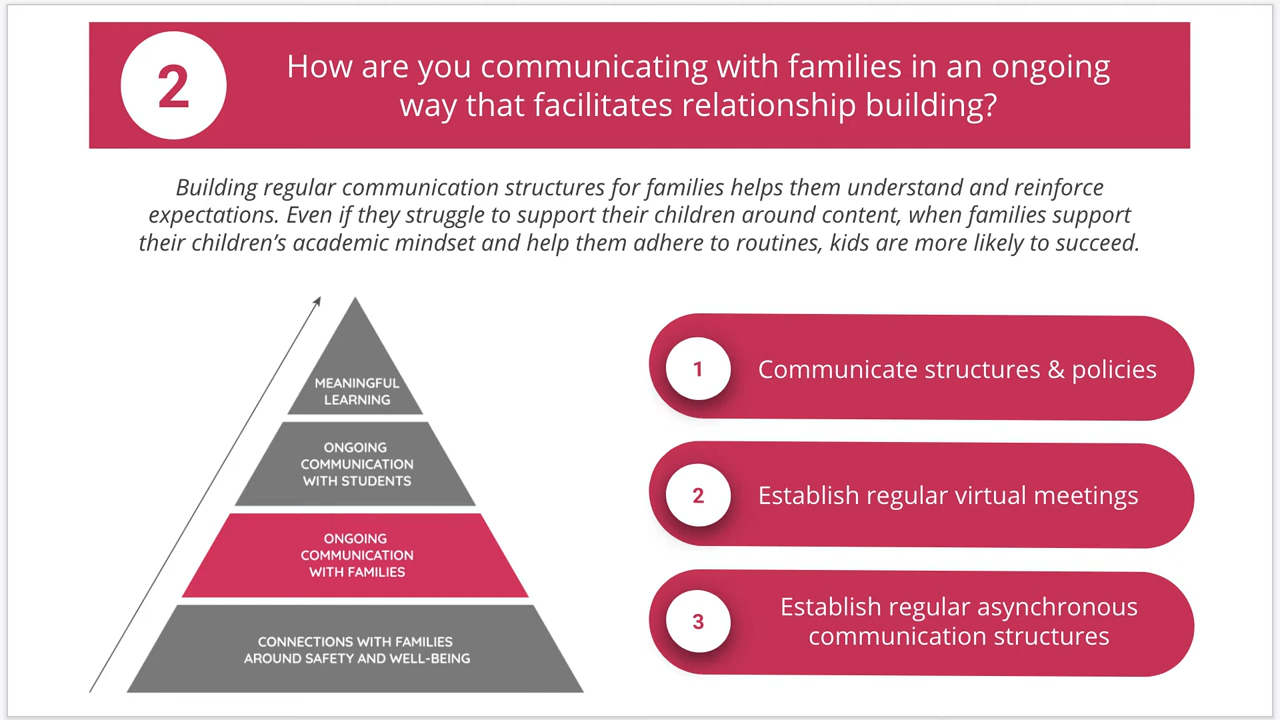 2
How are you communicating with families in an ongoing
way that facilitates relationship building?
Building regular communication structures for families helps them understand and reinforce
expectations. Even if they struggle to support their children around content, when families support
their children's academic mindset and help them adhere to routines, kids are more likely to succeed.
MEANINGFUL
LEARNING
ONGOING
COMMUNICATION
WITH STUDENTS
ONGOING
COMMUNICATION
WITH FAMILIES
CONNECTIONS WITH FAMILIES
AROUND SAFETY AND WELL-BEING
1
Communicate structures & policies
2
Establish regular virtual meetings
3
Establish regular asynchronous
communication structures